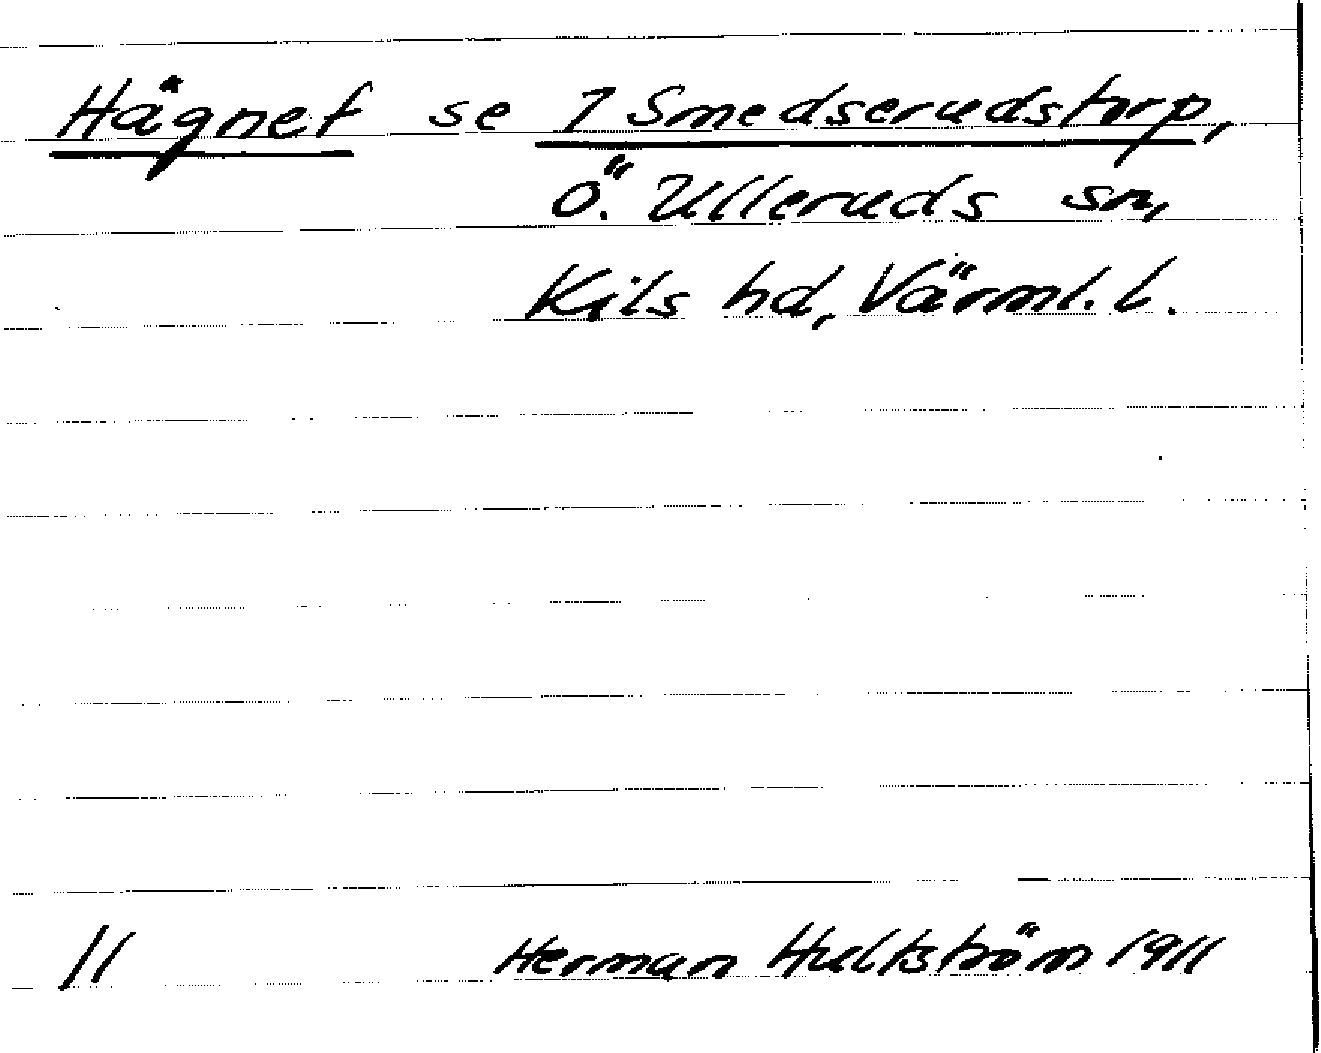 Hägnet se 1 Smedserudstorp,
Ö. Ulleruds sn,
Kils hd, Värml. l.
11 Herman Hultström 1911